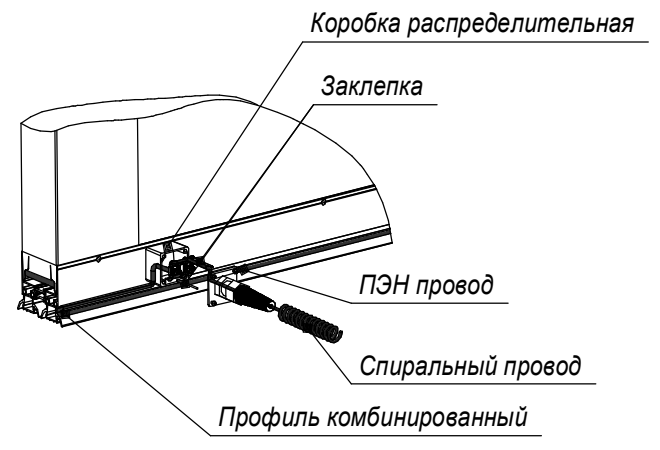 Коробка распределительная
Заклепка
ПЭН провод
Спиральный провод
Профиль комбинированный